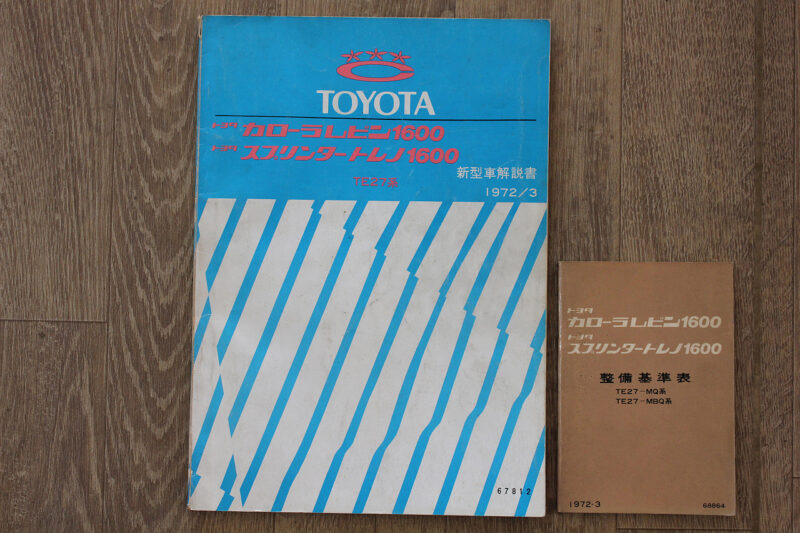 TOYOTA
トヨタ カローラレビン1600
トヨタ スプリンタートレノ1600
TE27系
新型車解説書
1972/3
67812
トヨタ
カローラレビン1600
トヨタ
スプリンタートレノ1600
整備基準表
TE27-MQ系
TE27-MBQ系
1972-3
68864